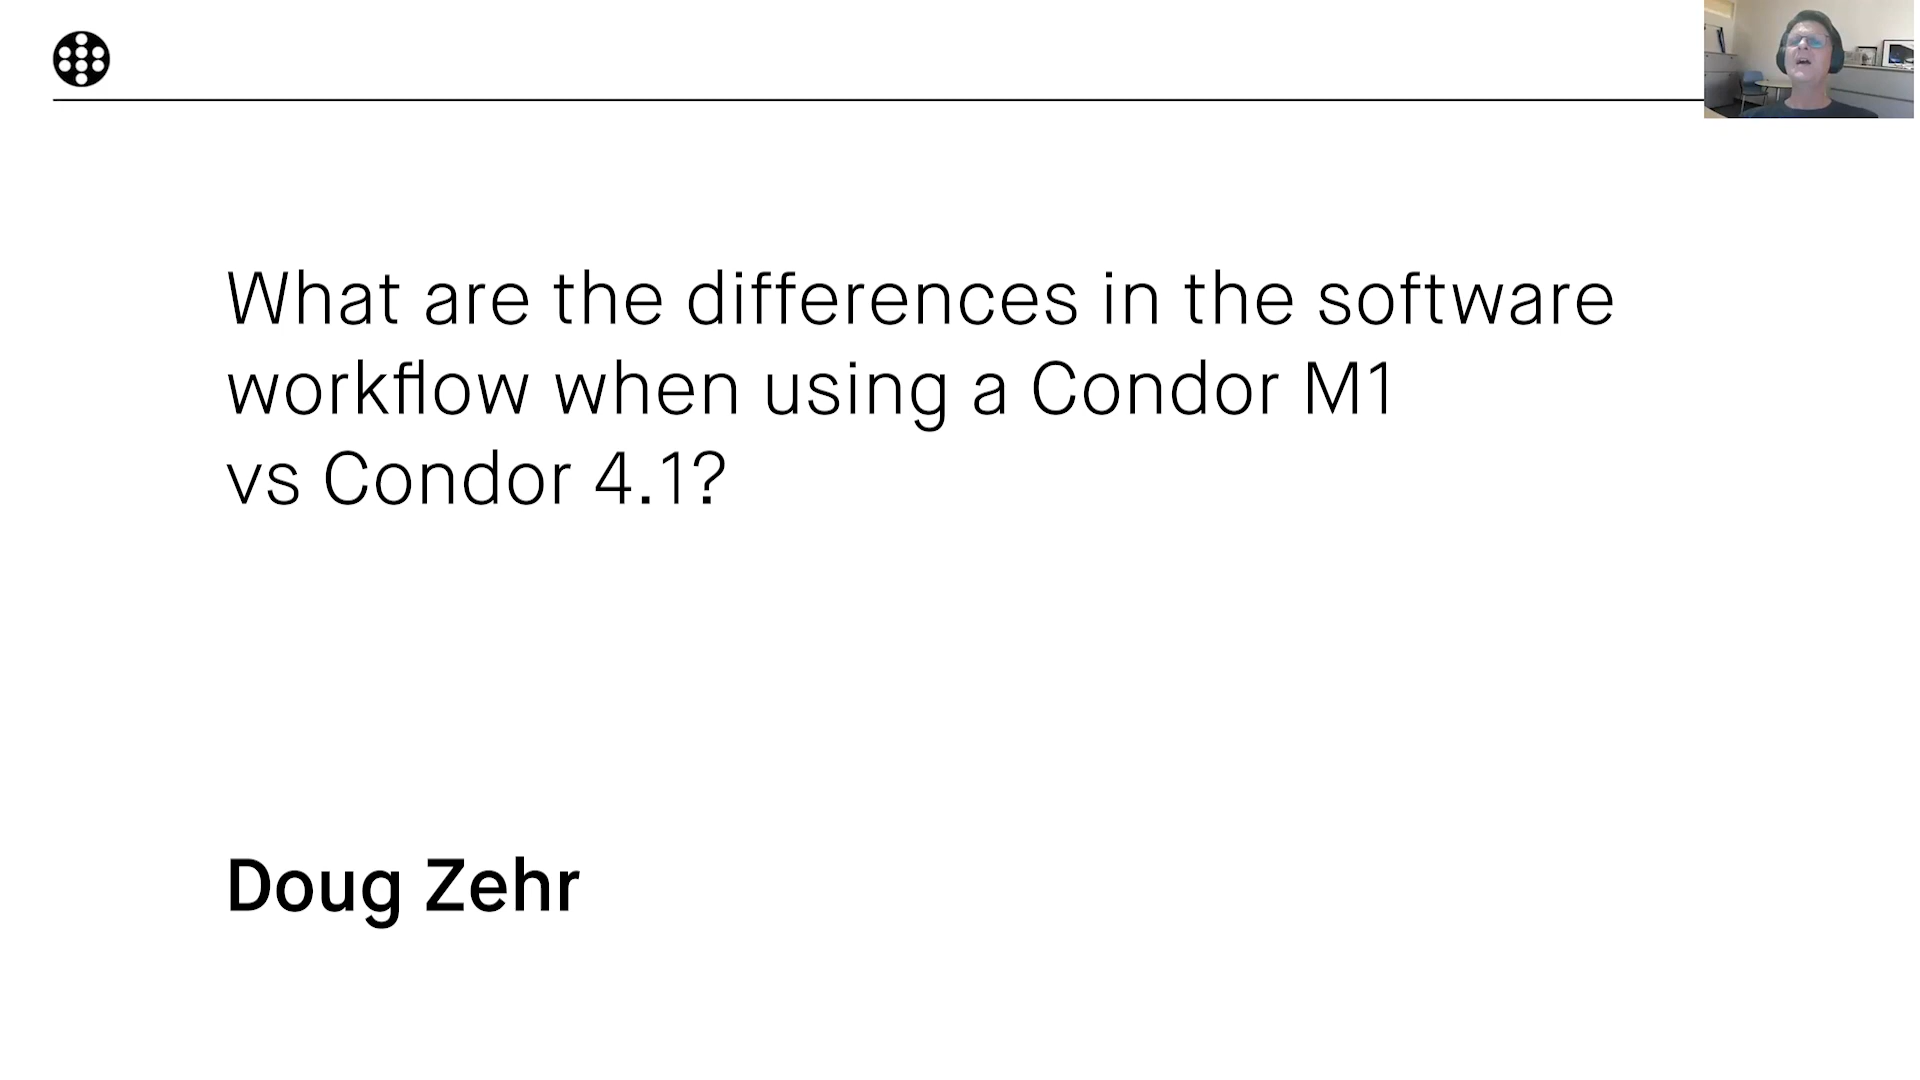 What are the differences in the software
workflow when using a Condor M1
vs Condor 4.1?
Doug Zehr